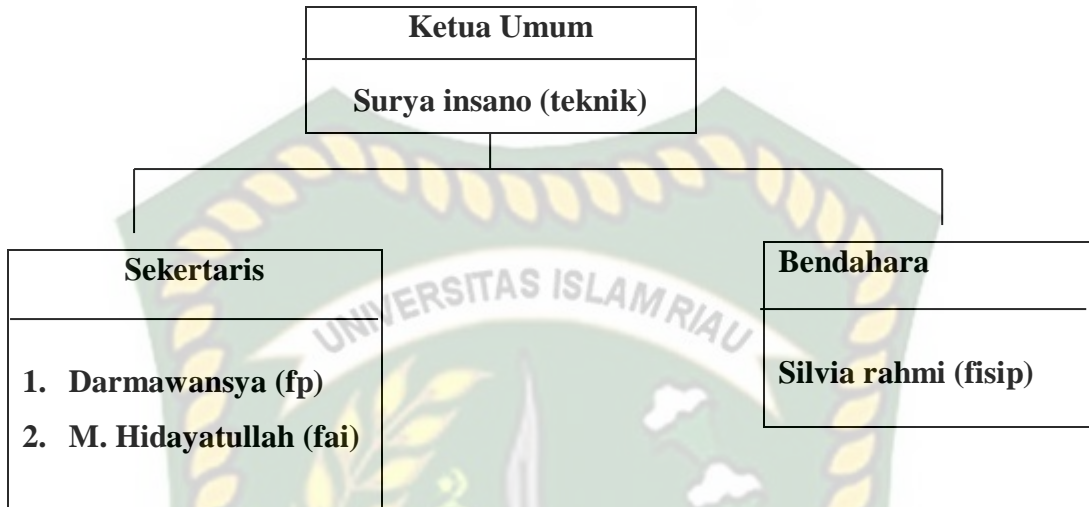 Ketua Umum
Surya insano (teknik)
Sekertaris
1. Darmawansya (fp)
2. M. Hidayatullah (fai)
Bendahara
Silvia rahmi (fisip)
UNIVERSITAS ISLAM RIAU